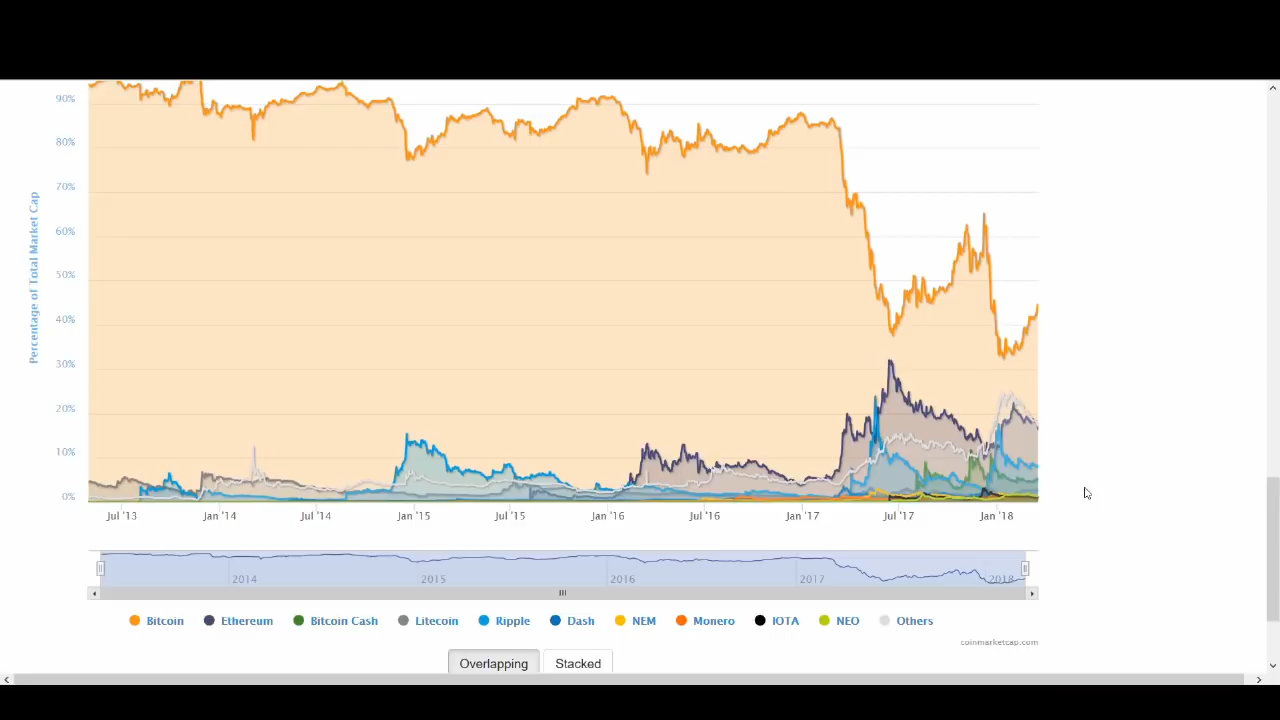 90%
80%
70%
60%
50%
40%
30%
20%
10%
0%
Percentage of Total Market Cap
Jul '13 Jan '14 Jul '14 Jan '15 Jul '15 Jan '16 Jul '16 Jan '17 Jul '17 Jan '18
2014 2015 2016 2017 2018
Bitcoin Ethereum Bitcoin Cash Litecoin Ripple Dash NEM Monero IOTA NEO Others
coinmarketcap.com
Overlapping Stacked